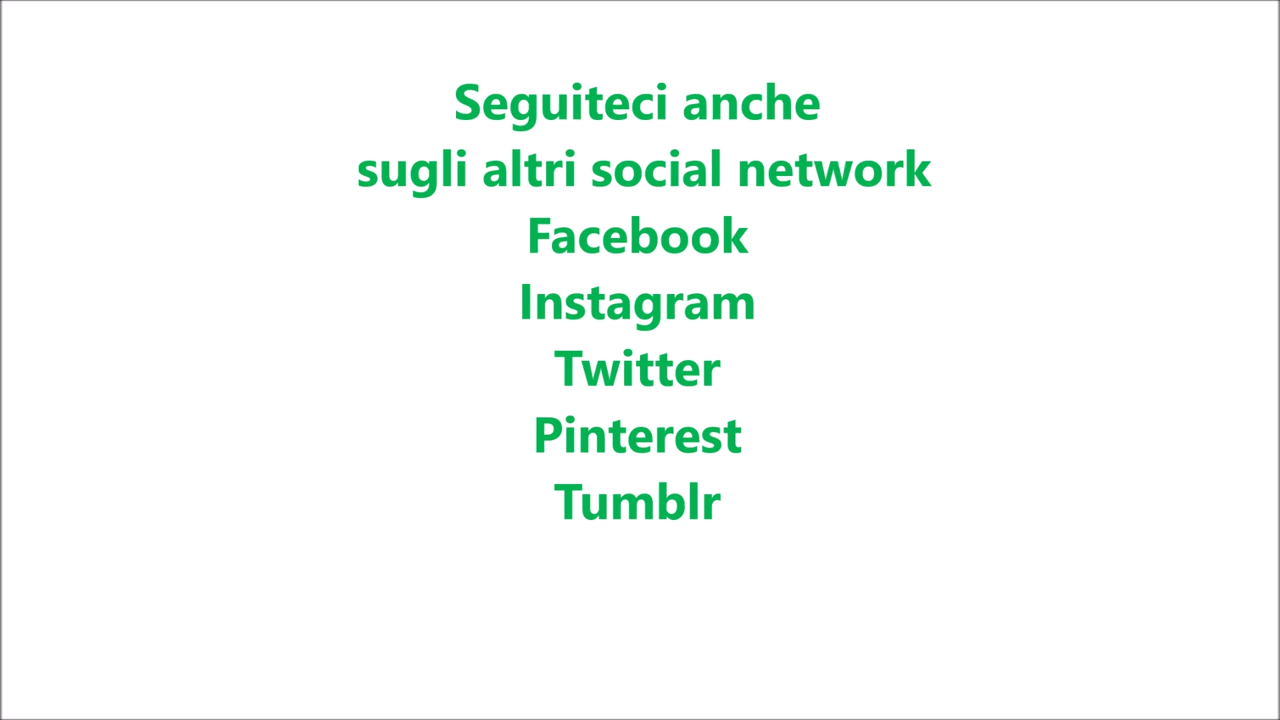 Seguiteci anche
sugli altri social network
Facebook
Instagram
Twitter
Pinterest
Tumblr